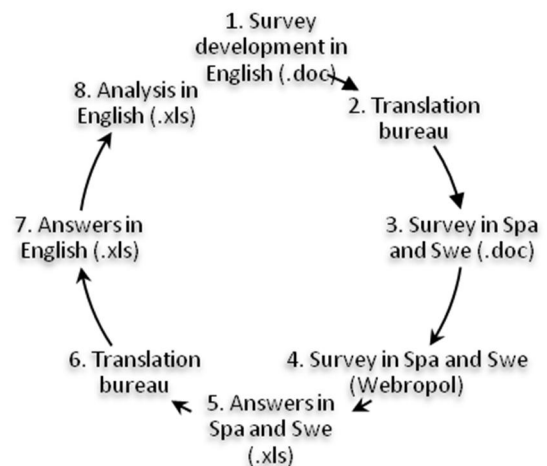 1. Survey
development in
English (.doc)
2. Translation
bureau
3. Survey in Spa
and Swe (.doc)
4. Survey in Spa and Swe
(Webropol)
5. Answers in
Spa and Swe
(.xls)
6. Translation
bureau
7. Answers in
English (.xls)
8. Analysis in
English (.xls)